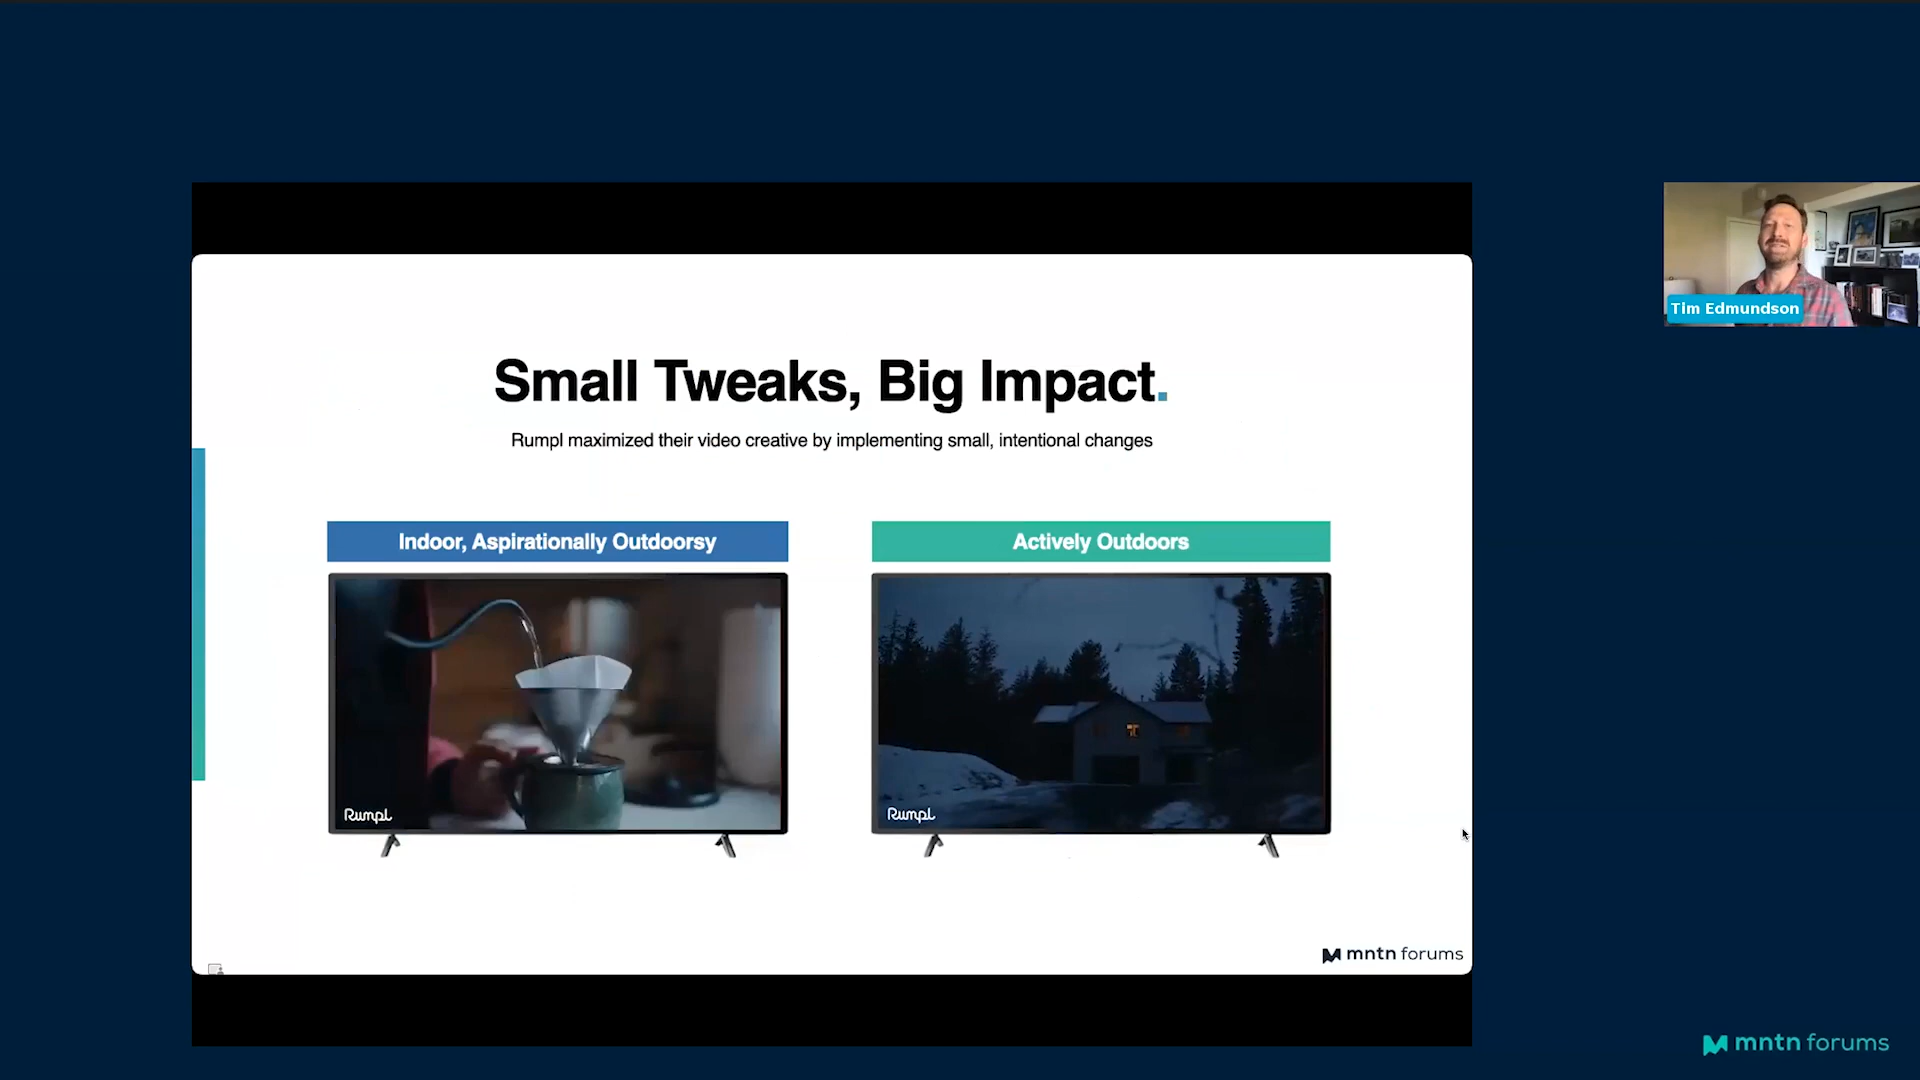 Tim Edmundson
Small Tweaks, Big Impact.
Rumpl maximized their video creative by implementing small, intentional changes
Indoor, Aspirationally Outdoorsy
Actively Outdoors
Rumpl
Rumpl
mntn forums
mntn forums